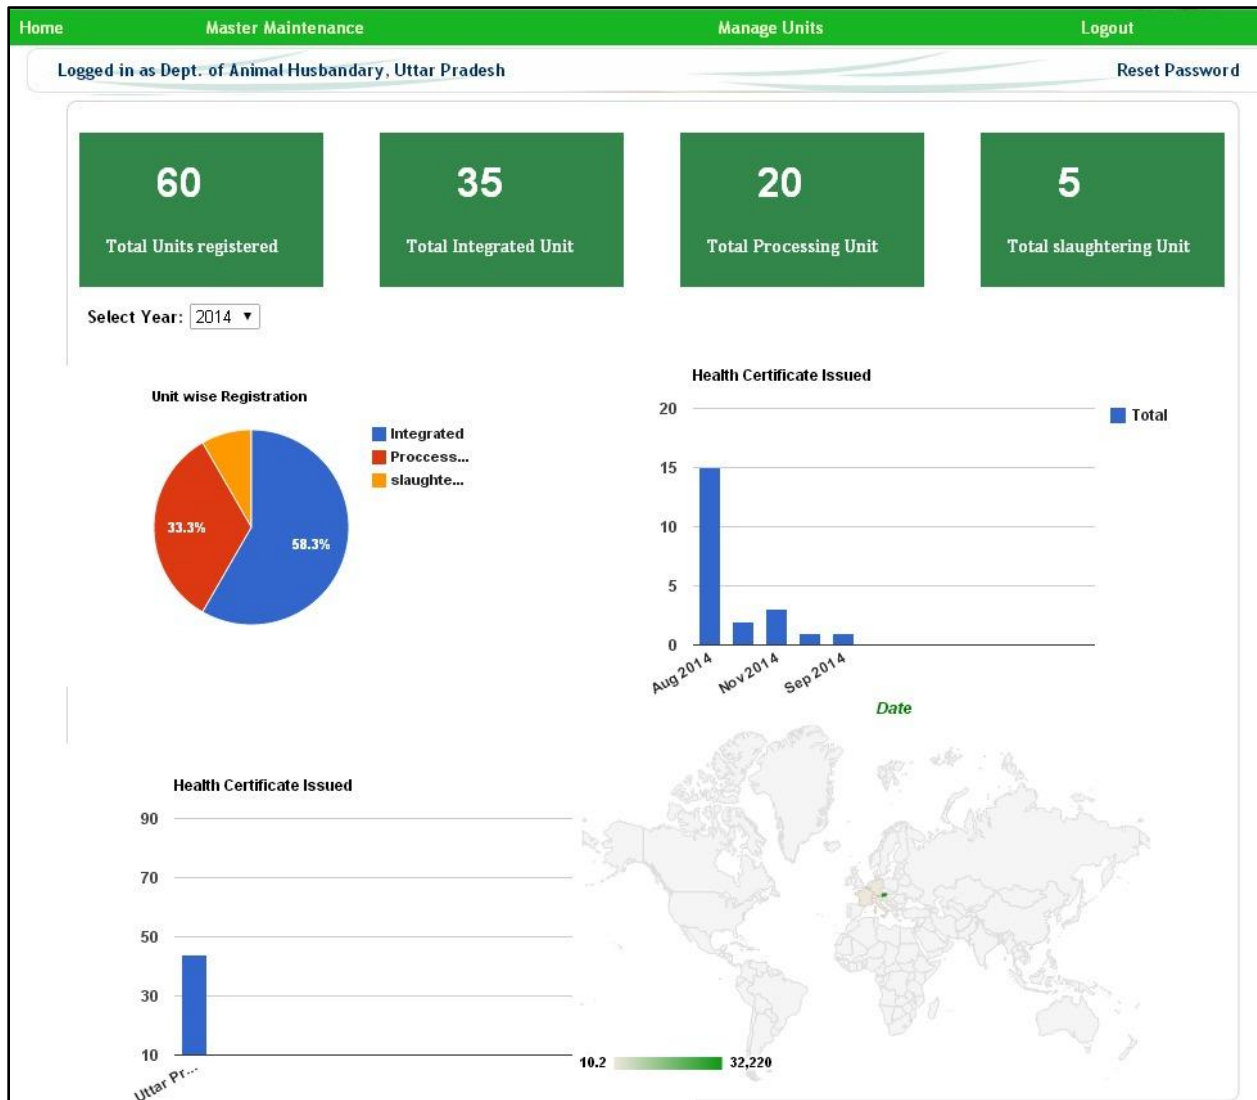 Home Master Maintenance Manage Units Logout
Logged in as Dept. of Animal Husbandary, Uttar Pradesh Reset Password
60 35 20 5
Total Units registered Total Integrated Unit Total Processing Unit Total slaughtering Unit
Select Year: 2014
Unit wise Registration
Integrated
Proccess...
slaughte...
33.3%
58.3%
Health Certificate Issued
Total
20
15
10
5
0
Aug 2014 Nov 2014 Sep 2014
Date
Health Certificate Issued
90
70
50
30
10
Uttar Pr...
10.2 32,220